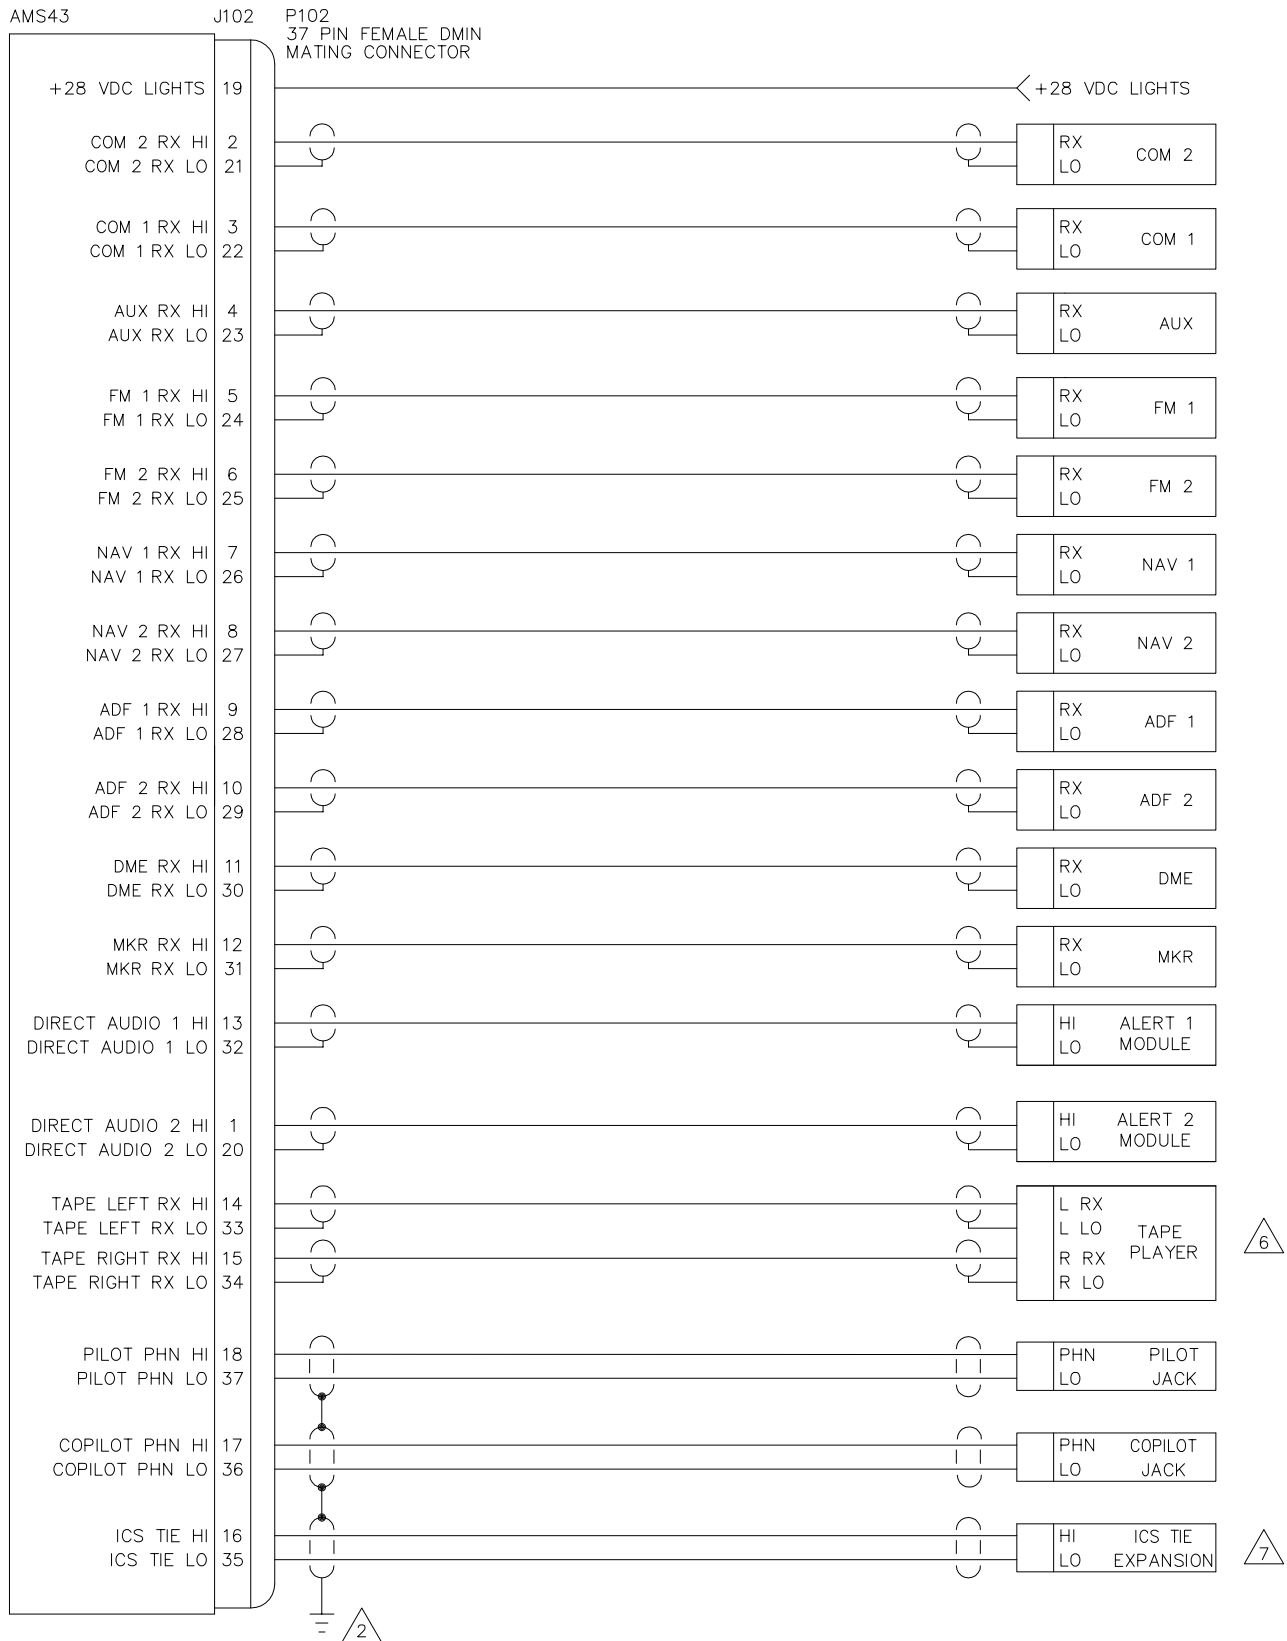 AMS43 J102 P102
37 PIN FEMALE DMIN
MATING CONNECTOR
+28 VDC LIGHTS 19 +28 VDC LIGHTS
COM 2 RX HI 2 RX
COM 2
COM 2 RX LO 21 LO
COM 1 RX HI 3 RX
COM 1
COM 1 RX LO 22 LO
AUX RX HI 4 RX
AUX
AUX RX LO 23 LO
FM 1 RX HI 5 RX
FM 1
FM 1 RX LO 24 LO
FM 2 RX HI 6 RX
FM 2
FM 2 RX LO 25 LO
NAV 1 RX HI 7 RX
NAV 1
NAV 1 RX LO 26 LO
NAV 2 RX HI 8 RX
NAV 2
NAV 2 RX LO 27 LO
ADF 1 RX HI 9 RX
ADF 1
ADF 1 RX LO 28 LO
ADF 2 RX HI 10 RX
ADF 2
ADF 2 RX LO 29 LO
DME RX HI 11 RX
DME
DME RX LO 30 LO
MKR RX HI 12 RX
MKR
MKR RX LO 31 LO
DIRECT AUDIO 1 HI 13 HI ALERT 1
DIRECT AUDIO 1 LO 32 LO MODULE
DIRECT AUDIO 2 HI 1 HI ALERT 2
DIRECT AUDIO 2 LO 20 LO MODULE
TAPE LEFT RX HI 14 L RX
TAPE LEFT RX LO 33 L LO TAPE
6
TAPE RIGHT RX HI 15 R RX PLAYER
TAPE RIGHT RX LO 34 R LO
PILOT PHN HI 18 PHN PILOT
PILOT PHN LO 37 LO JACK
COPILOT PHN HI 17 PHN COPILOT
COPILOT PHN LO 36 LO JACK
ICS TIE HI 16 HI ICS TIE
ICS TIE LO 35 LO EXPANSION 7
2